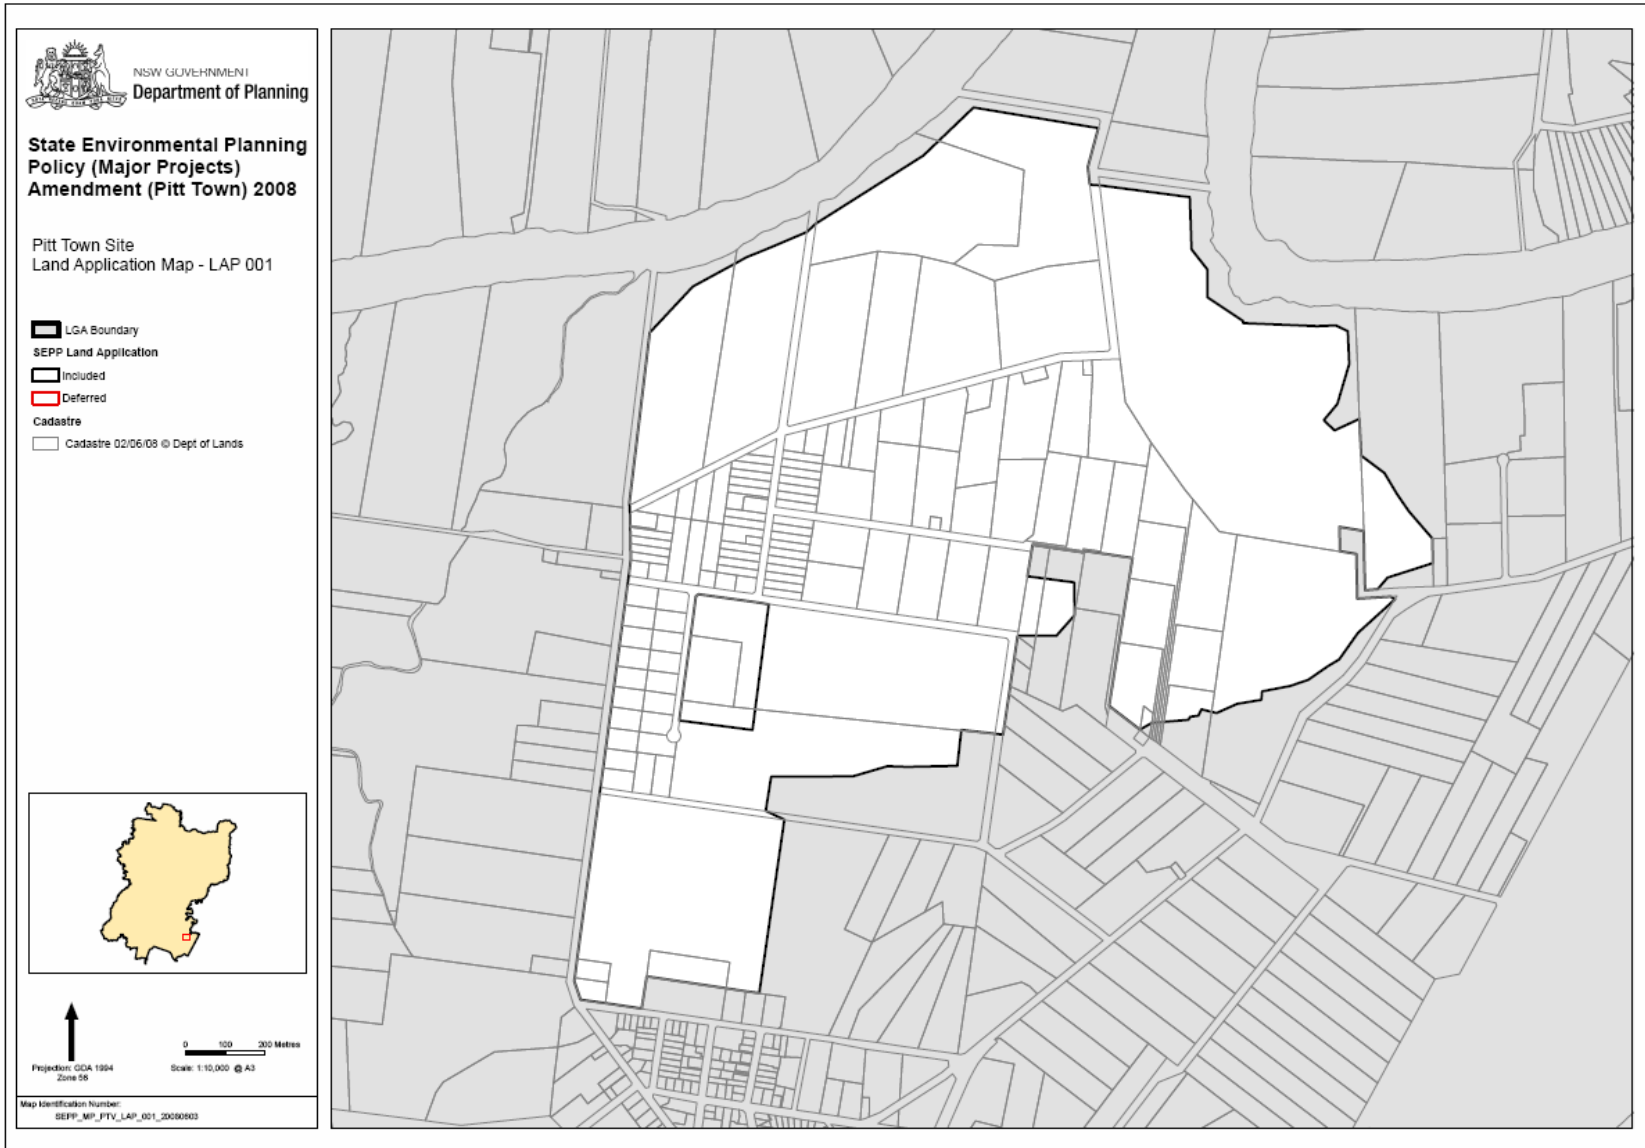 NSW GOVERNMENT
Department of Planning
State Environmental Planning
Policy (Major Projects)
Amendment (Pitt Town) 2008
Pitt Town Site
Land Application Map - LAP 001
LGA Boundary
SEPP Land Application
Included
Deferred
Cadastre
Cadastre 02/06/08 © Dept of Lands
0 100 200 Metres
Projection: GDA 1994
Zone 56
Scale: 1:10,000 @ A3
Map Identification Number:
SEPP_MP_PTV_LAP_001_20080603